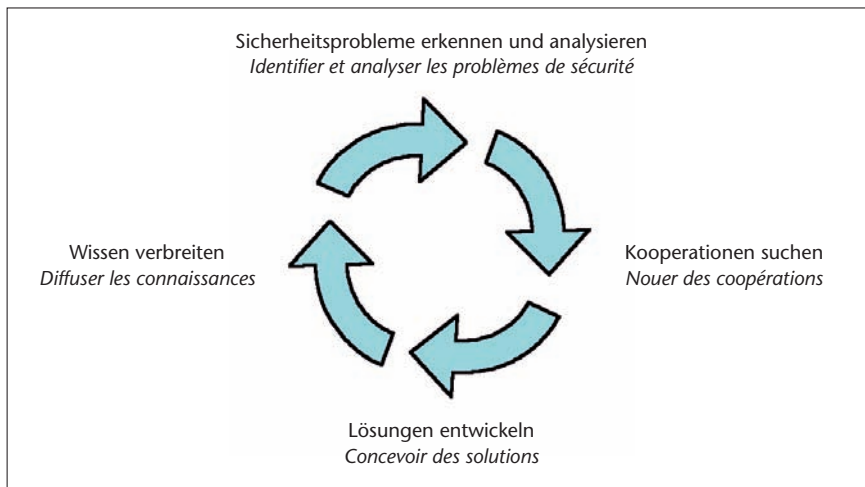 Sicherheitsprobleme erkennen und analysieren
Identifier et analyser les problèmes de sécurité
Wissen verbreiten
Diffuser les connaissances
Kooperationen suchen
Nouer des coopérations
Lösungen entwickeln
Concevoir des solutions